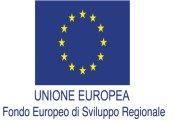 UNIONE EUROPEA
Fondo Europeo di Sviluppo Regionale